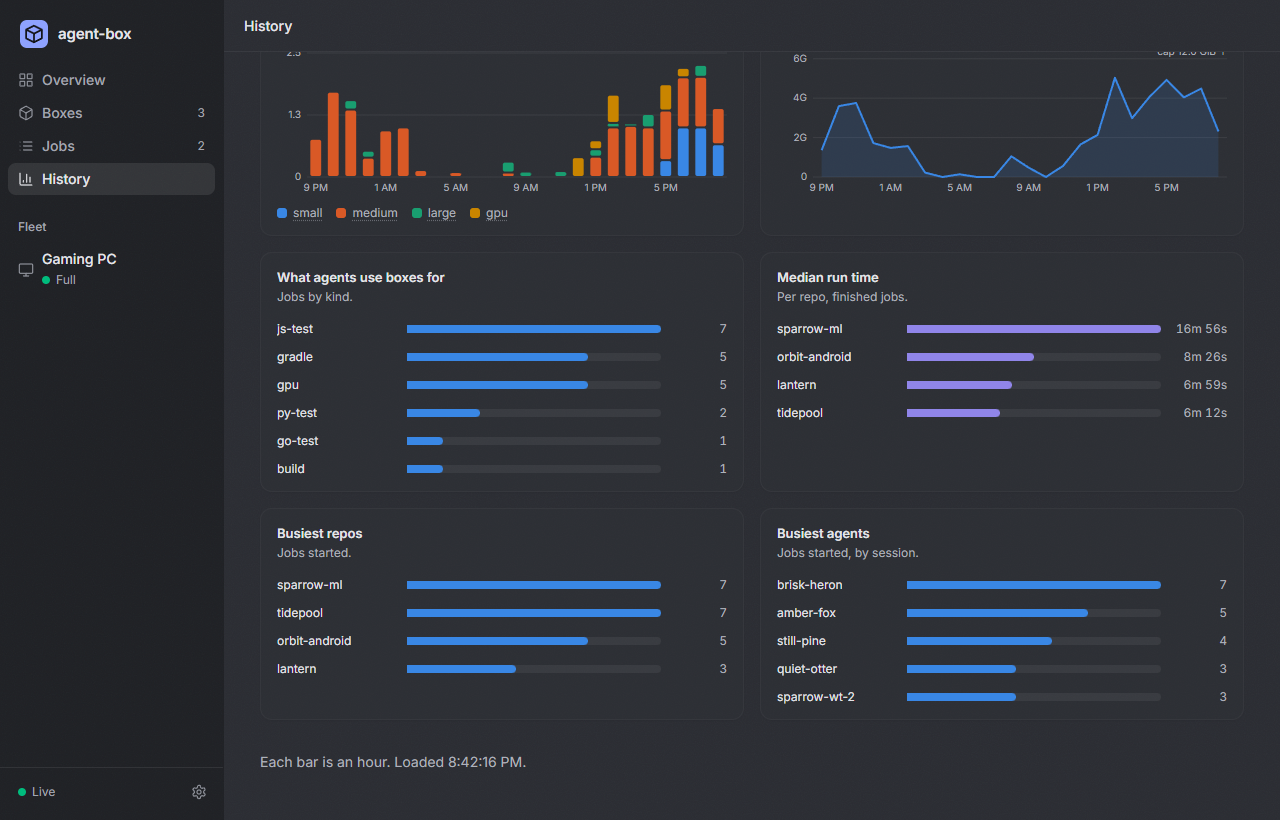 agent-box
Overview
Boxes 3
Jobs 2
History
Fleet
Gaming PC
Full
Live
History
2.5
1.3
0
9 PM 1 AM 5 AM 9 AM 1 PM 5 PM
small medium large gpu
6G
4G
2G
0
9 PM 1 AM 5 AM 9 AM 1 PM 5 PM
What agents use boxes for
Jobs by kind.
js-test 7
gradle 5
gpu 5
py-test 2
go-test 1
build 1
Median run time
Per repo, finished jobs.
sparrow-ml 16m 56s
orbit-android 8m 26s
lantern 6m 59s
tidepool 6m 12s
Busiest repos
Jobs started.
sparrow-ml 7
tidepool 7
orbit-android 5
lantern 3
Busiest agents
Jobs started, by session.
brisk-heron 7
amber-fox 5
still-pine 4
quiet-otter 3
sparrow-wt-2 3
Each bar is an hour. Loaded 8:42:16 PM.